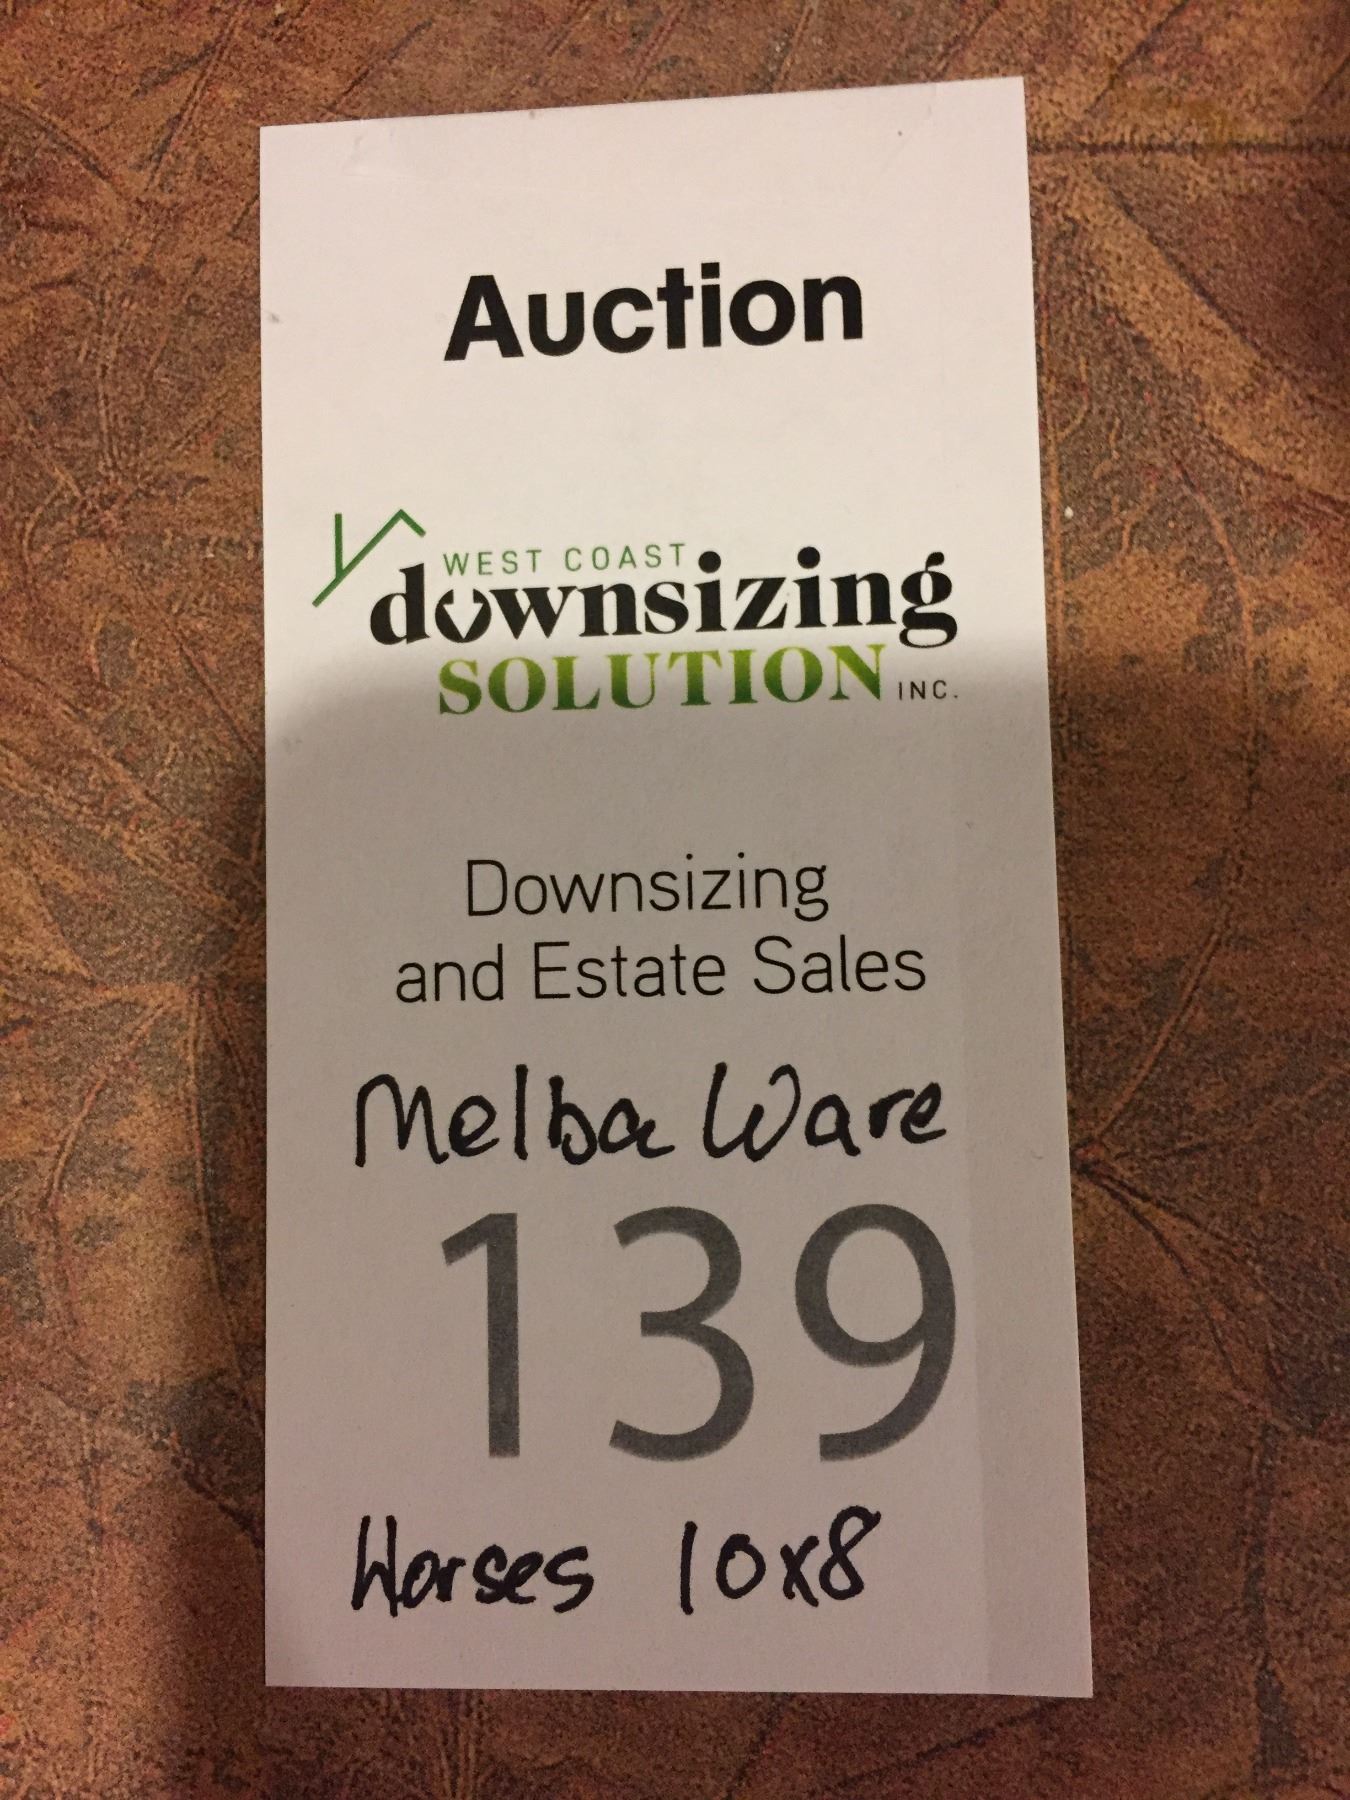 Auction
WEST COAST
downsizing
SOLUTION INC.
Downsizing
and Estate Sales
Melba Ware
139
Horses 10x8